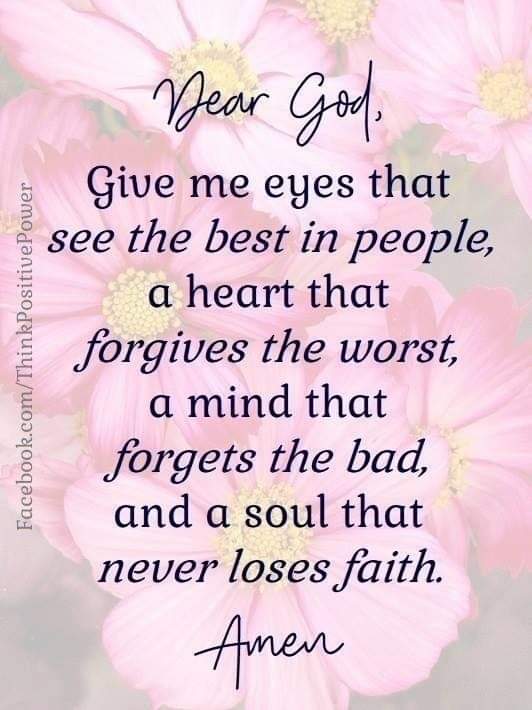 Dear God,
Give me eyes that
see the best in people,
a heart that
forgives the worst,
a mind that
forgets the bad,
and a soul that
never loses faith.
Amen
Facebook.com/ThinkPositivePower